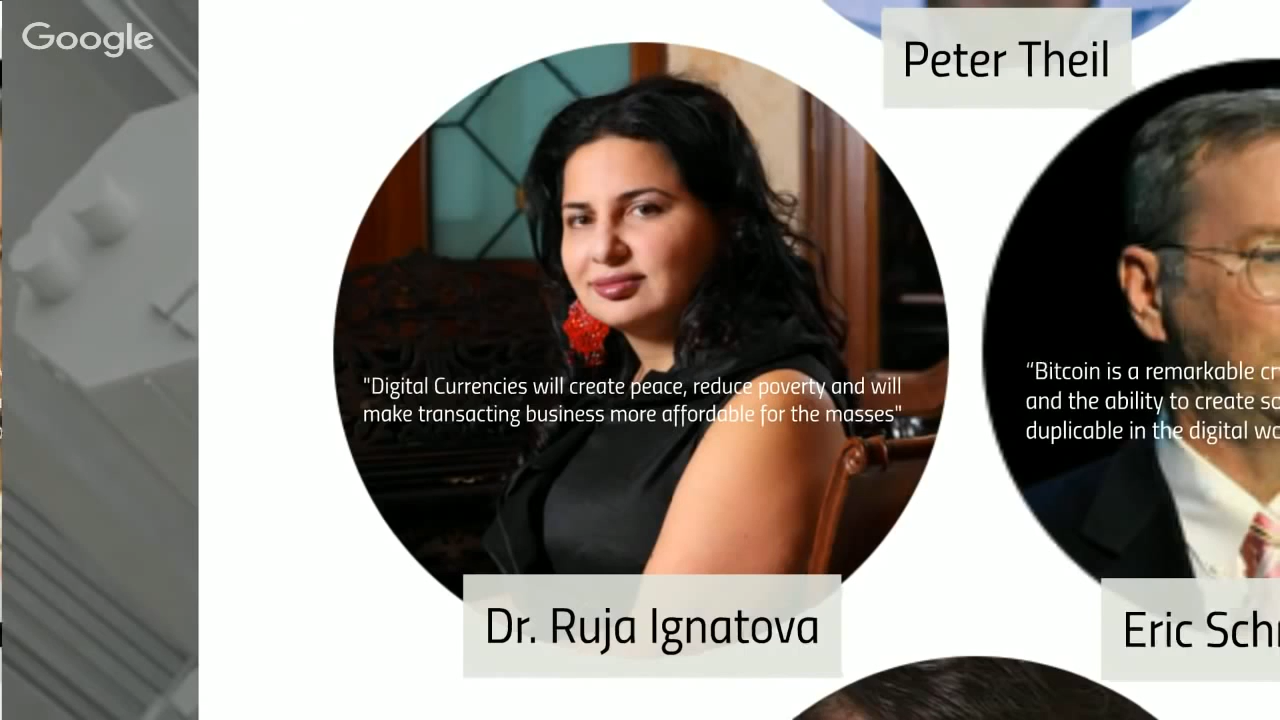 Google
Peter Theil
"Digital Currencies will create peace, reduce poverty and will
make transacting business more affordable for the masses"
Dr. Ruja Ignatova
“Bitcoin is a remarkable
and the ability to create
duplicable in the digital
Eric